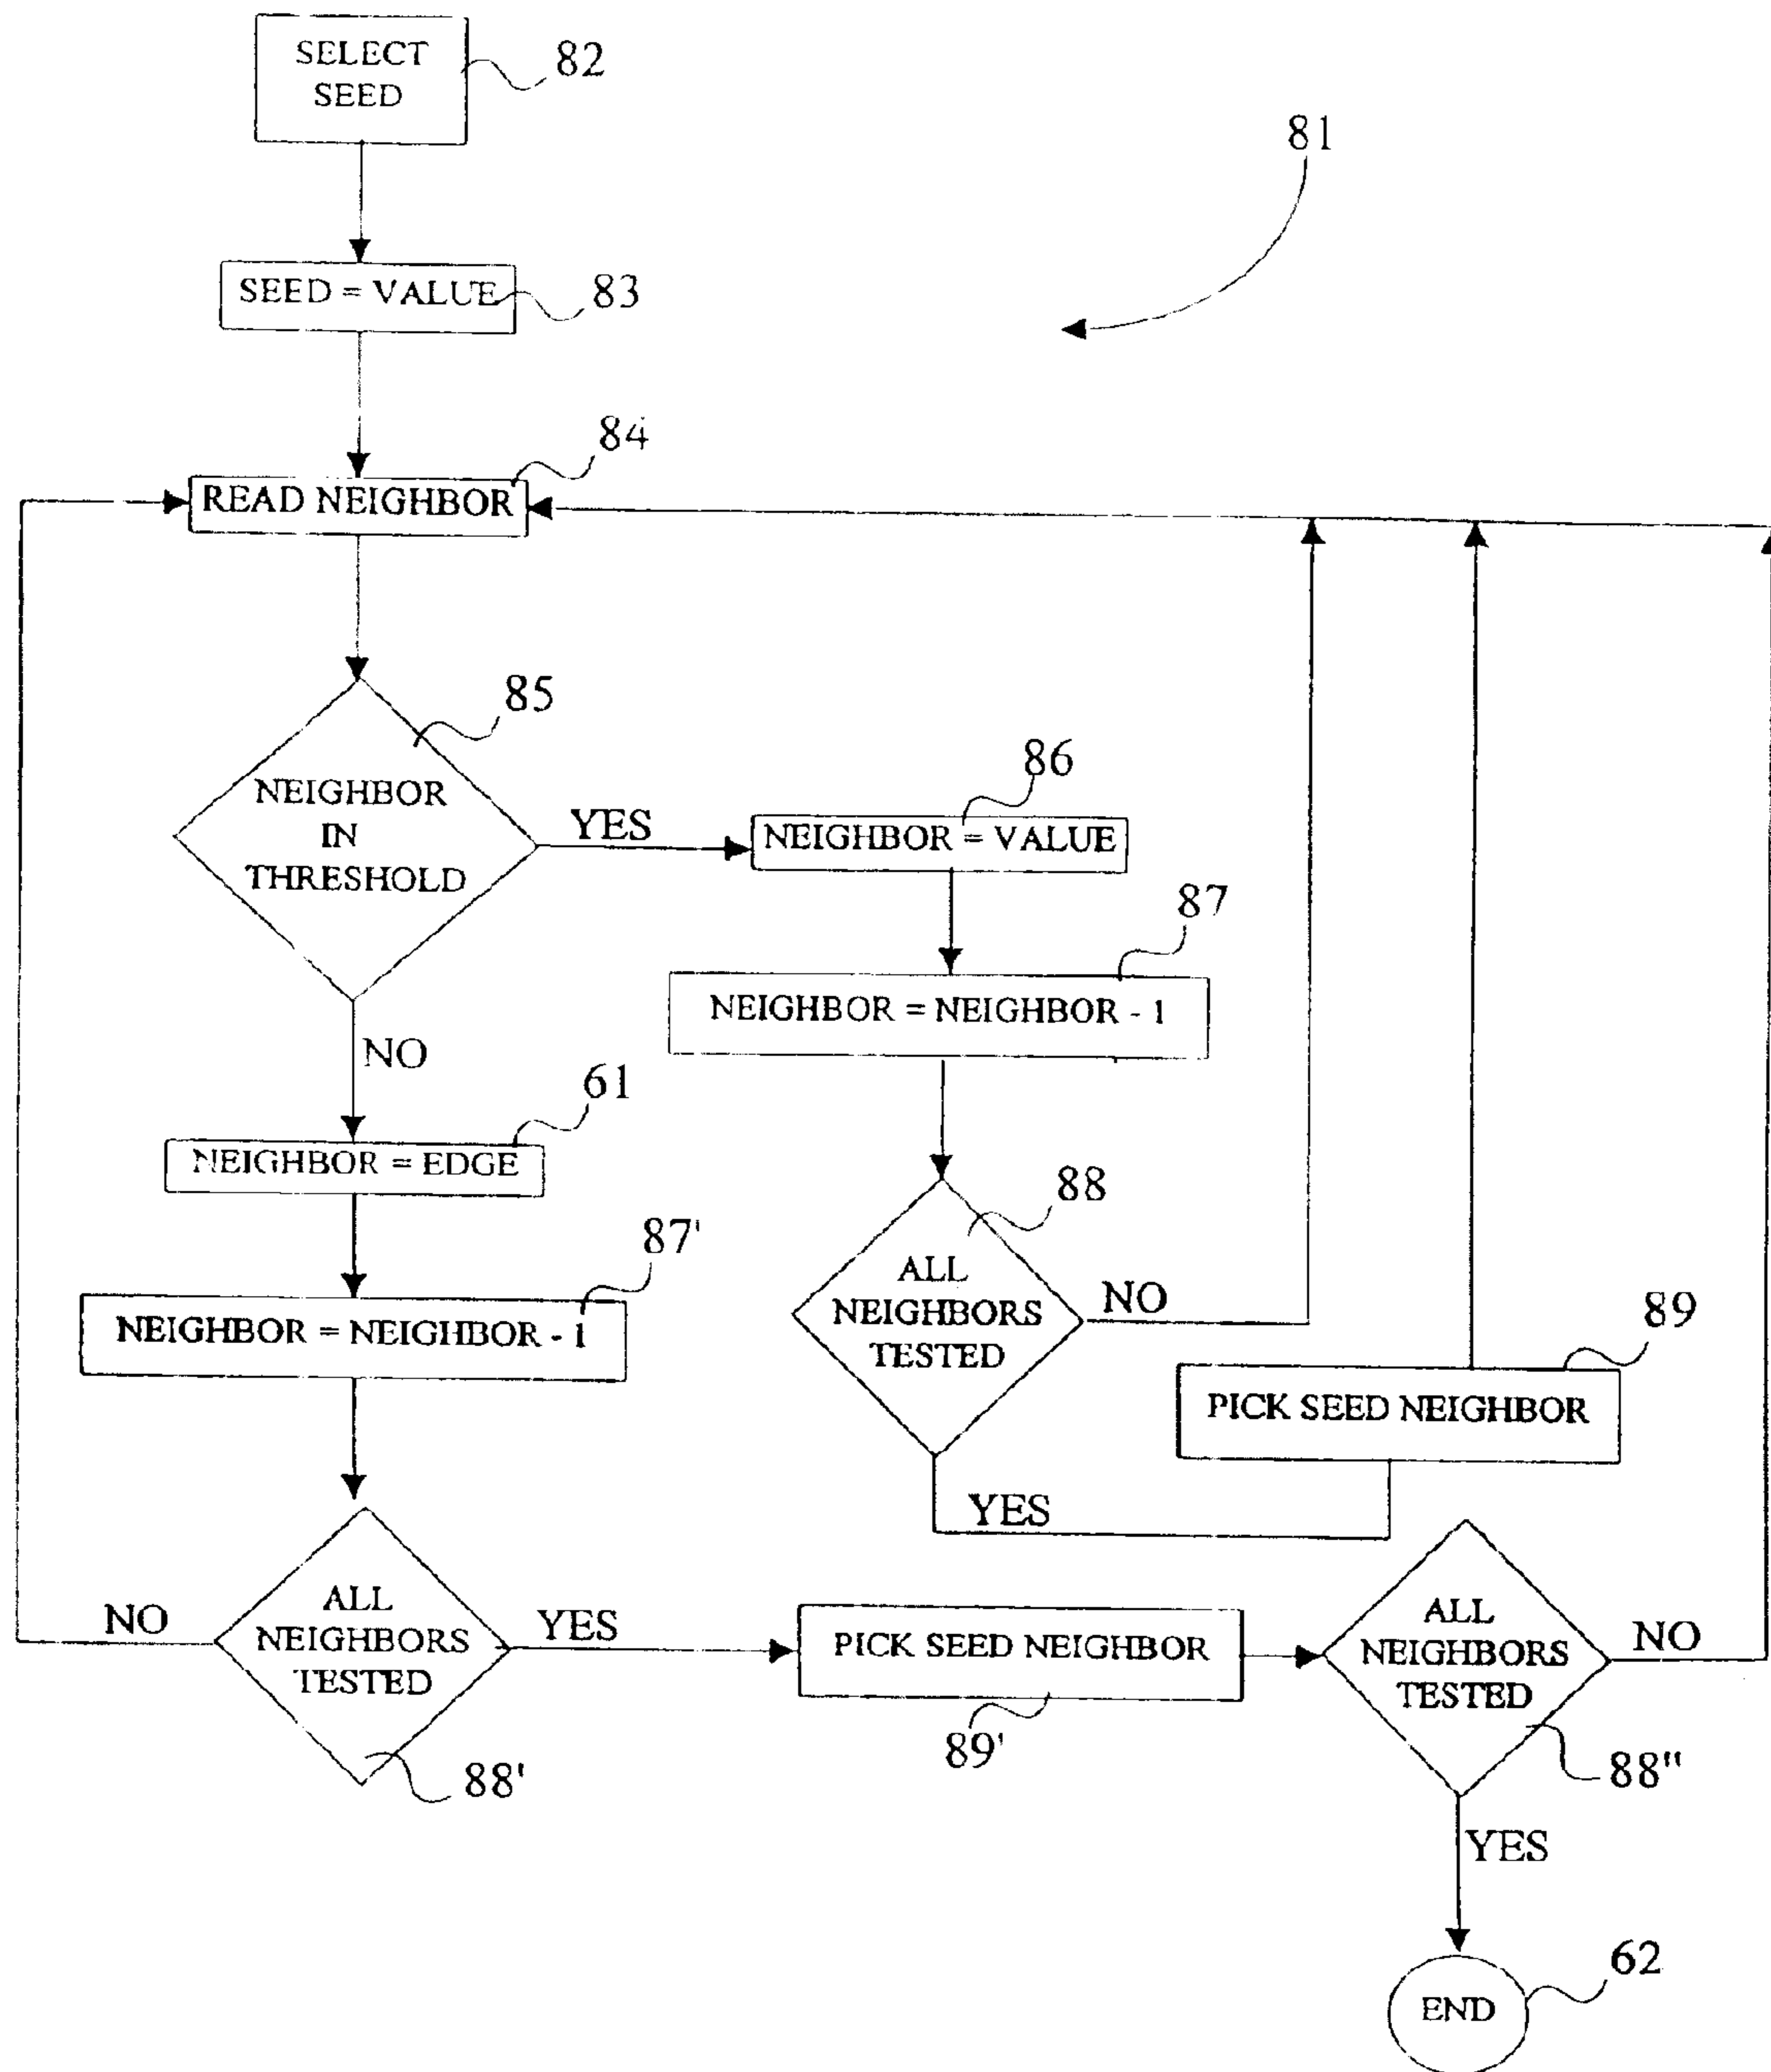 SELECT
SEED
82
81
SEED = VALUE
83
84
READ NEIGHBOR
85
NEIGHBOR
IN
THRESHOLD
YES
86
NEIGHBOR = VALUE
87
NEIGHBOR = NEIGHBOR - 1
NO
61
NEIGHBOR = EDGE
88
ALL
NEIGHBORS
TESTED
NO
87'
NEIGHBOR = NEIGHBOR - 1
89
PICK SEED NEIGHBOR
YES
NO
ALL
NEIGHBORS
TESTED
YES
88'
PICK SEED NEIGHBOR
89'
ALL
NEIGHBORS
TESTED
NO
88"
YES
62
END